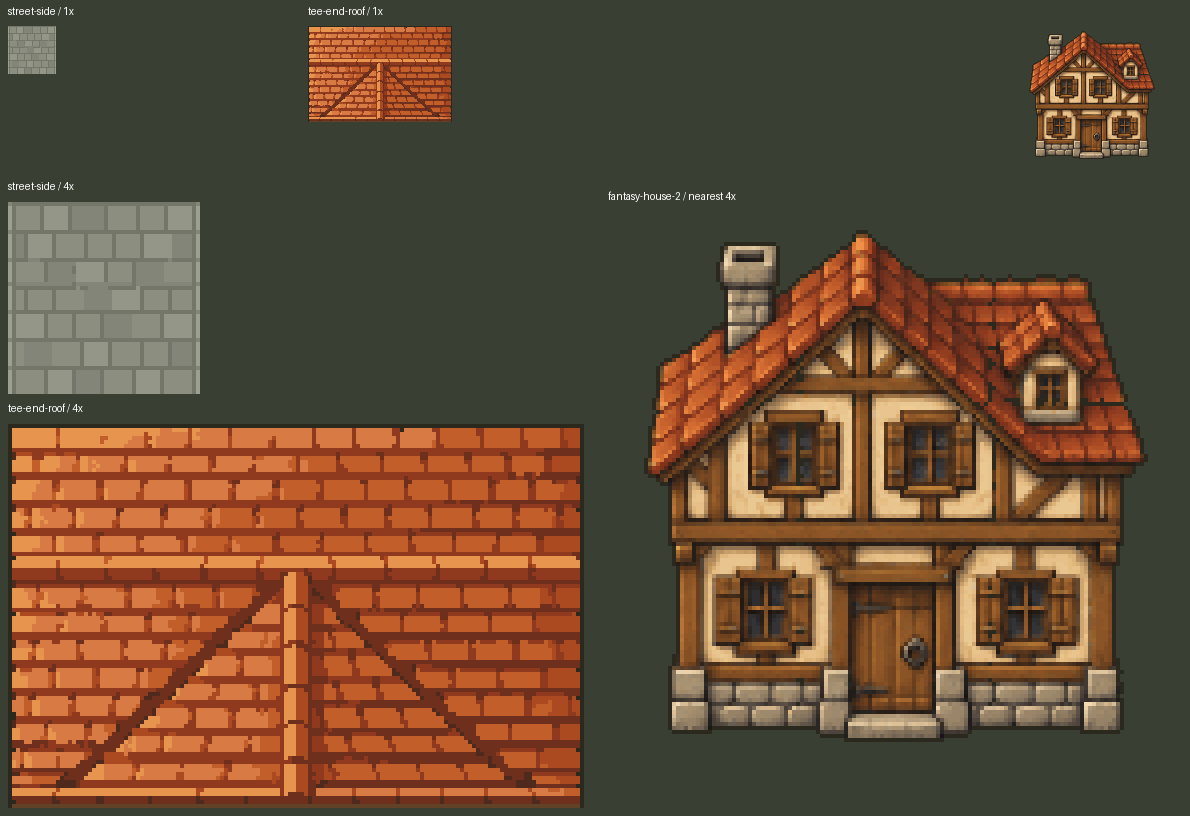 street-side / 1x
tee-end-roof / 1x
street-side / 4x
fantasy-house-2 / nearest 4x
tee-end-roof / 4x